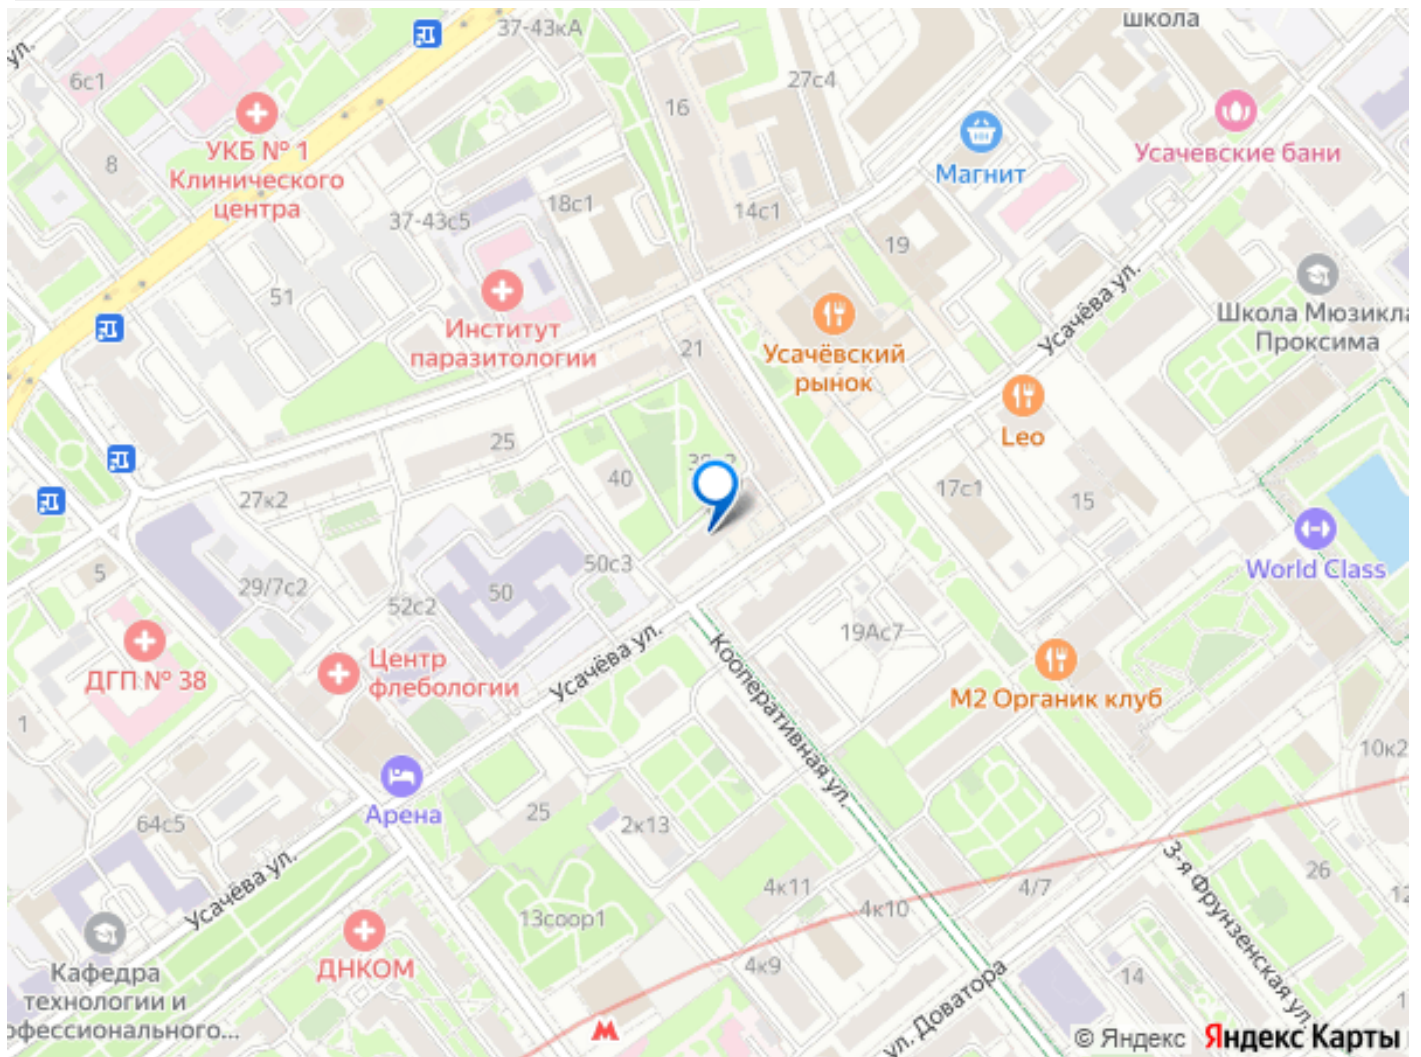 школа
37-43кА
ул.
6с1
27с4
16
УКБ № 1
Клинического
центра
8
Усачевские бани
Магнит
37-43с5
18с1
14с1
19
Усачёва ул.
51
Школа Мюзикла
Проксима
Институт
паразитологии
21
Усачёвский
рынок
Leo
25
40
27к2
17с1
15
50с3
5
29/7с2
52с2
50
World Class
19Ас7
Усачёва ул.
Кооперативная ул.
Центр
флебологии
ДГП № 38
М2 Органик клуб
1
10к2
Арена
64с5
25
2к13
Усачёва ул.
3-я Фрунзенская ул.
4к11
4/7
26
4к10
13соор1
ДНКОМ
4к9
14
ул. Доватора
Кафедра
технологии и
офессионального...
© Яндекс Яндекс Карты